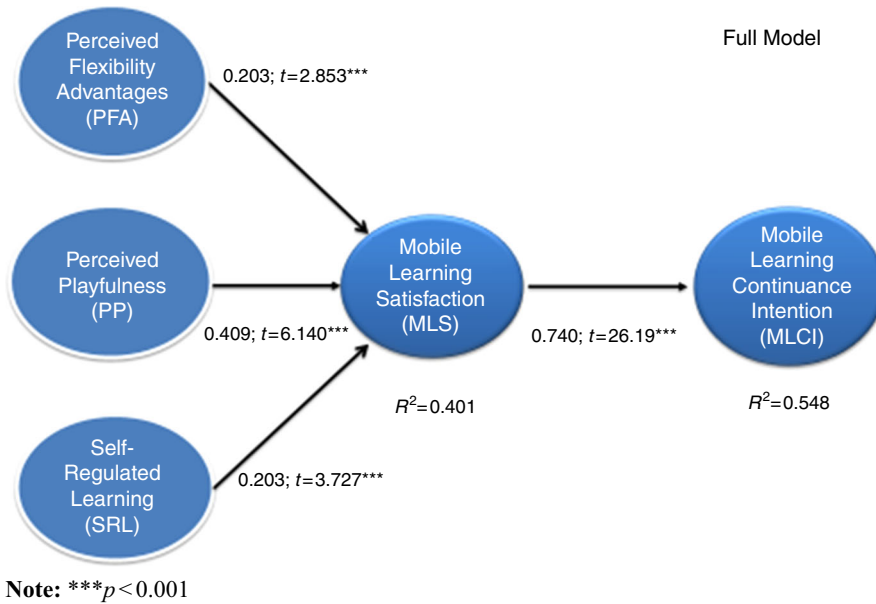 Full Model
Perceived
Flexibility
Advantages
(PFA)
0.203; t=2.853***
Perceived
Playfulness
(PP)
0.409; t=6.140***
Mobile
Learning
Satisfaction
(MLS)
R²=0.401
0.740; t=26.19***
Mobile
Learning
Continuance
Intention
(MLCI)
R²=0.548
Self-
Regulated
Learning
(SRL)
0.203; t=3.727***
Note: ***p<0.001